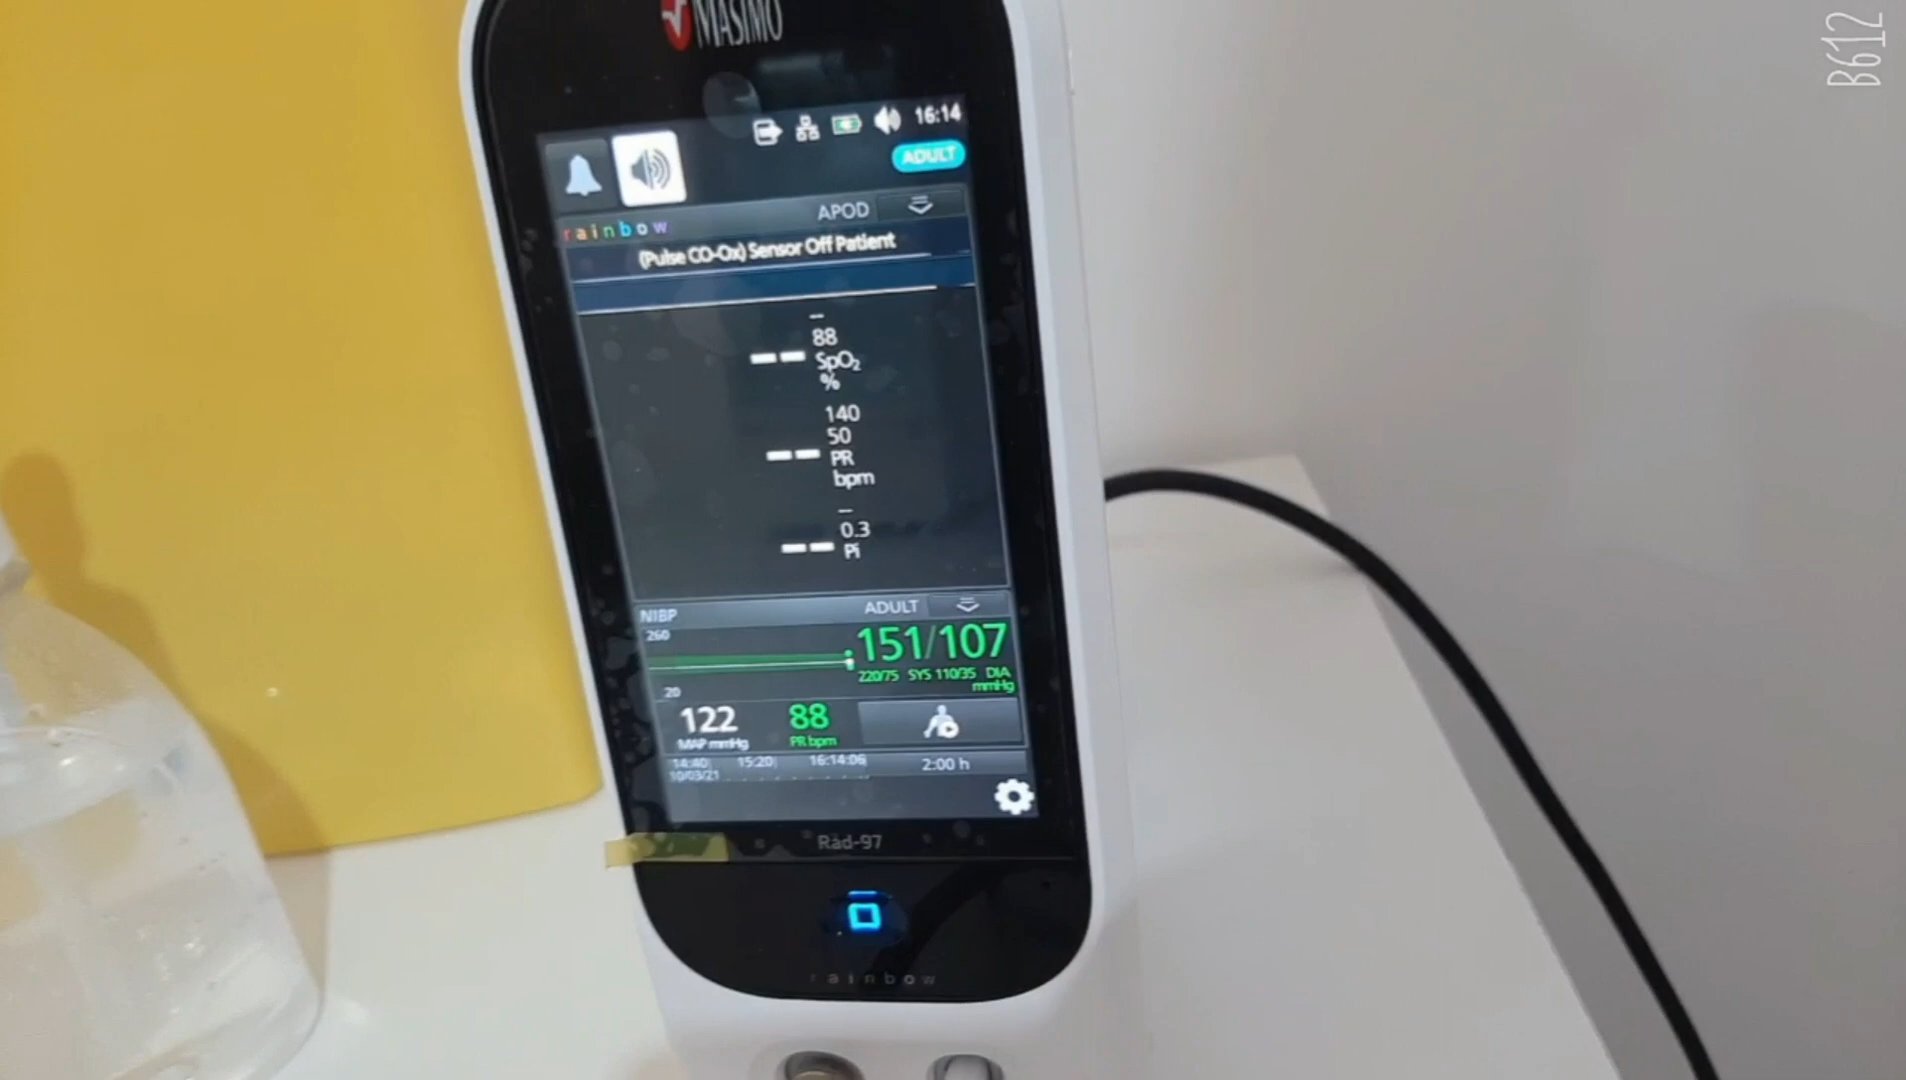 MASIMO
16:14
ADULT
rainbow
APOD
(Pulse CO-Ox) Sensor Off Patient
--
88
-- SpO₂
%
140
50
-- PR
bpm
--
0.3
-- Pi
NIBP
ADULT
260
151/107
220/75 SYS 110/35 DIA
mmHg
20
122
88
MAP mmHg
PR bpm
14:40 15:20 16:14:06
2:00 h
10/03/21
Rad-97
rainbow
B612